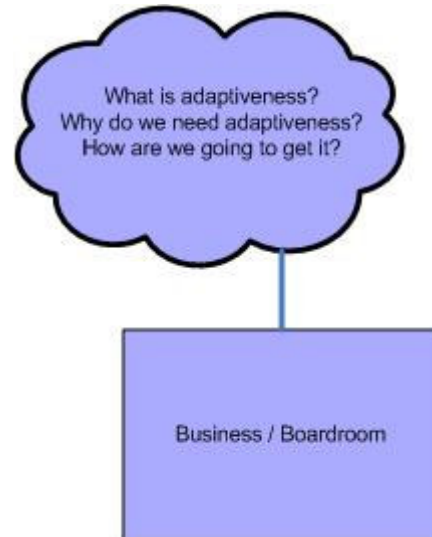 What is adaptiveness?
Why do we need adaptiveness?
How are we going to get it?
Business / Boardroom